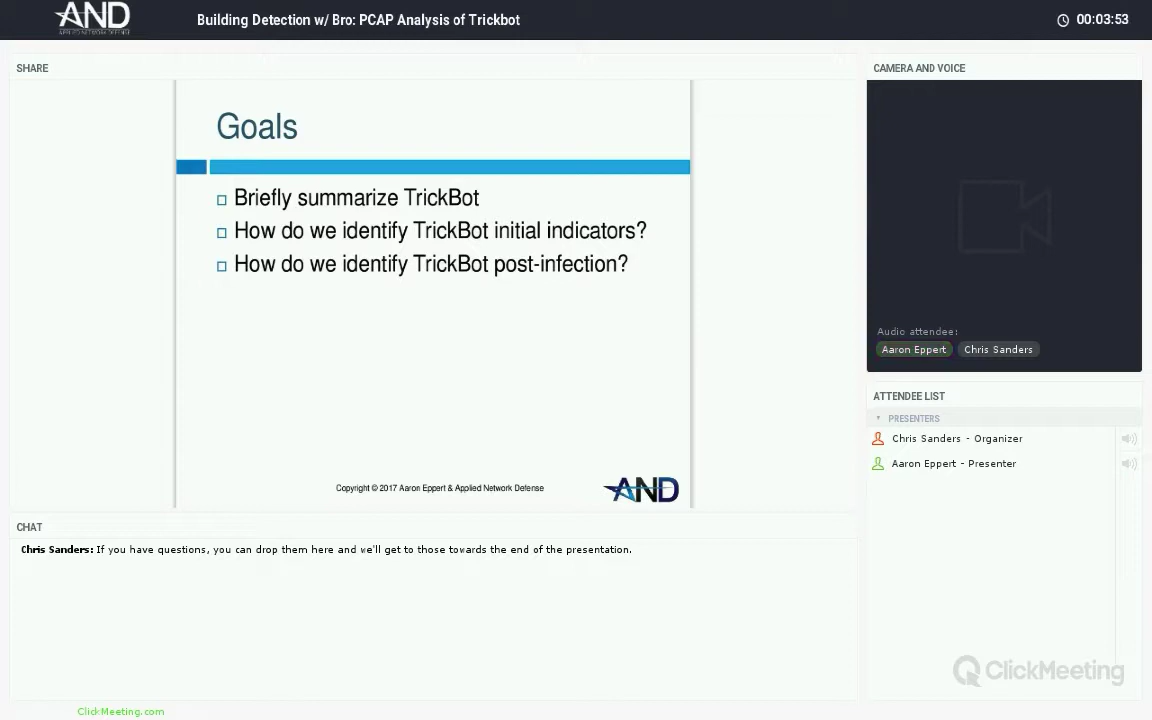 AND
APPLIED NETWORK DEFENSE
Building Detection w/ Bro: PCAP Analysis of Trickbot
00:03:53
SHARE
Goals
Briefly summarize TrickBot
How do we identify TrickBot initial indicators?
How do we identify TrickBot post-infection?
Copyright © 2017 Aaron Eppert & Applied Network Defense
AND
CAMERA AND VOICE
Audio attendee:
Aaron Eppert Chris Sanders
ATTENDEE LIST
PRESENTERS
Chris Sanders - Organizer
Aaron Eppert - Presenter
CHAT
Chris Sanders: If you have questions, you can drop them here and we'll get to those towards the end of the presentation.
ClickMeeting
ClickMeeting.com